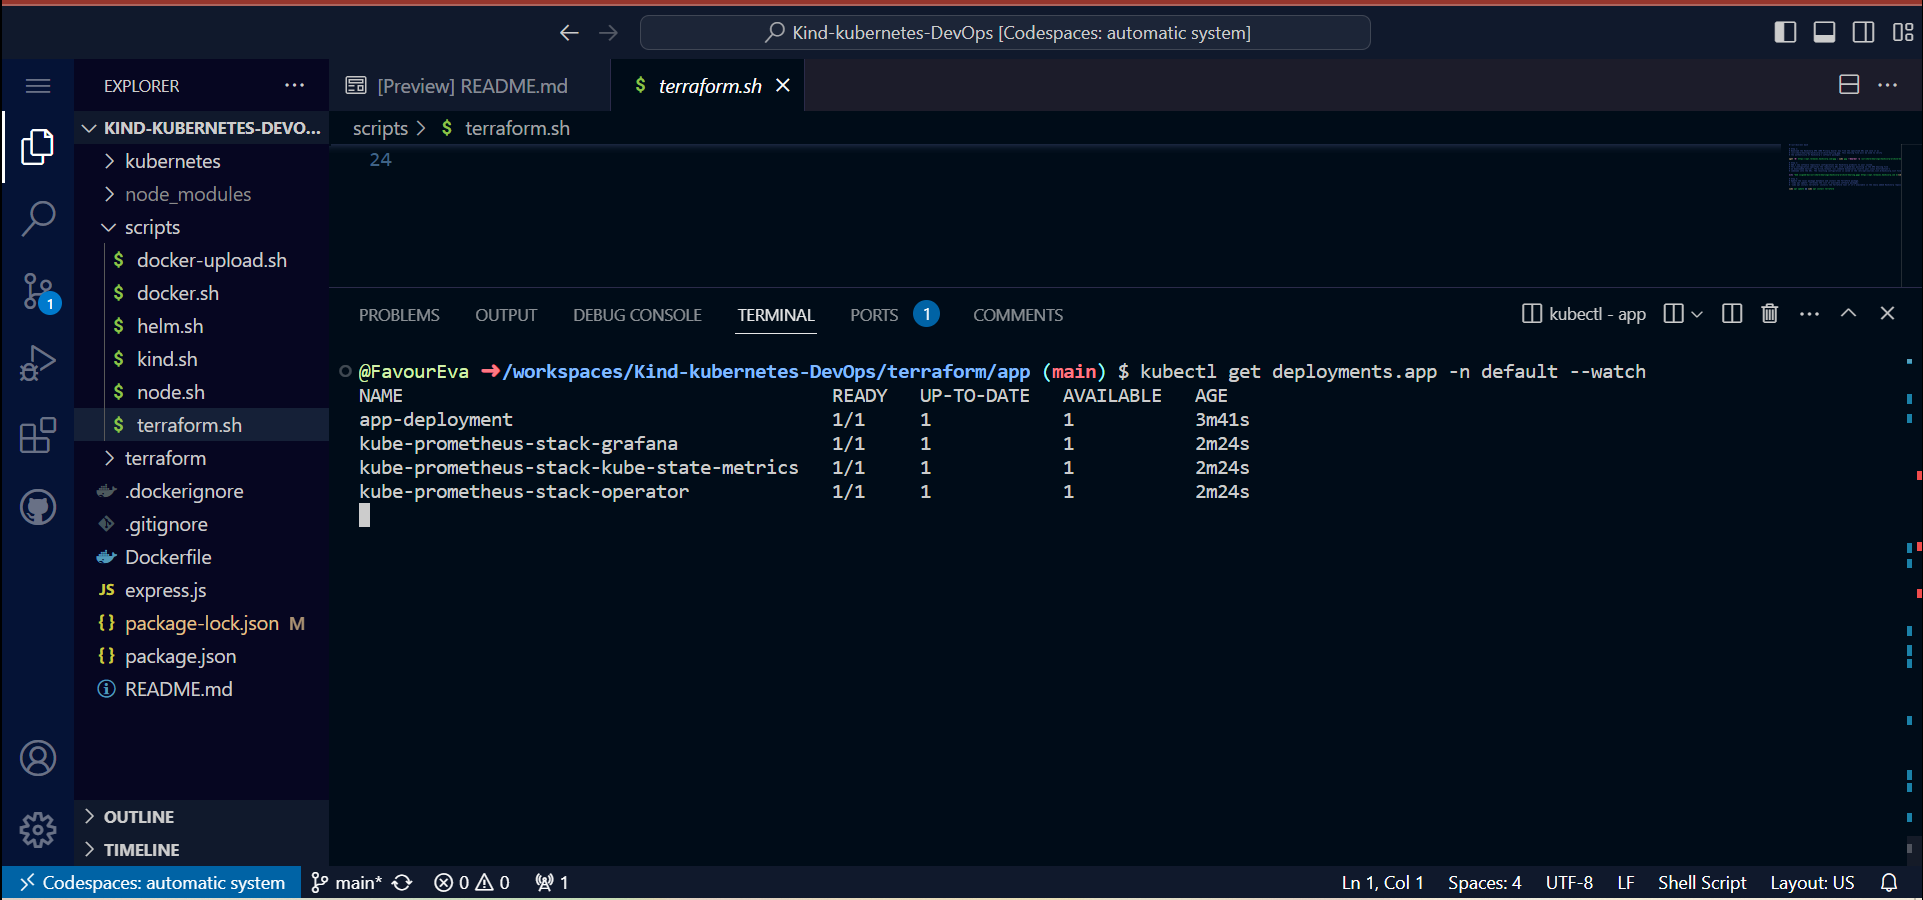 Kind-kubernetes-DevOps [Codespaces: automatic system]
EXPLORER
[Preview] README.md
$ terraform.sh
KIND-KUBERNETES-DEVO...
scripts > $ terraform.sh
24
kubernetes
node_modules
scripts
$ docker-upload.sh
$ docker.sh
$ helm.sh
$ kind.sh
$ node.sh
$ terraform.sh
terraform
.dockerignore
.gitignore
Dockerfile
JS express.js
{} package-lock.json M
{} package.json
README.md
OUTLINE
TIMELINE
1
PROBLEMS OUTPUT DEBUG CONSOLE TERMINAL PORTS 1 COMMENTS
kubectl - app
@FavourEva ➜/workspaces/Kind-kubernetes-DevOps/terraform/app (main) $ kubectl get deployments.app -n default --watch
NAME READY UP-TO-DATE AVAILABLE AGE
app-deployment 1/1 1 1 3m41s
kube-prometheus-stack-grafana 1/1 1 1 2m24s
kube-prometheus-stack-kube-state-metrics 1/1 1 1 2m24s
kube-prometheus-stack-operator 1/1 1 1 2m24s
Codespaces: automatic system main* 0 0 1 Ln 1, Col 1 Spaces: 4 UTF-8 LF Shell Script Layout: US